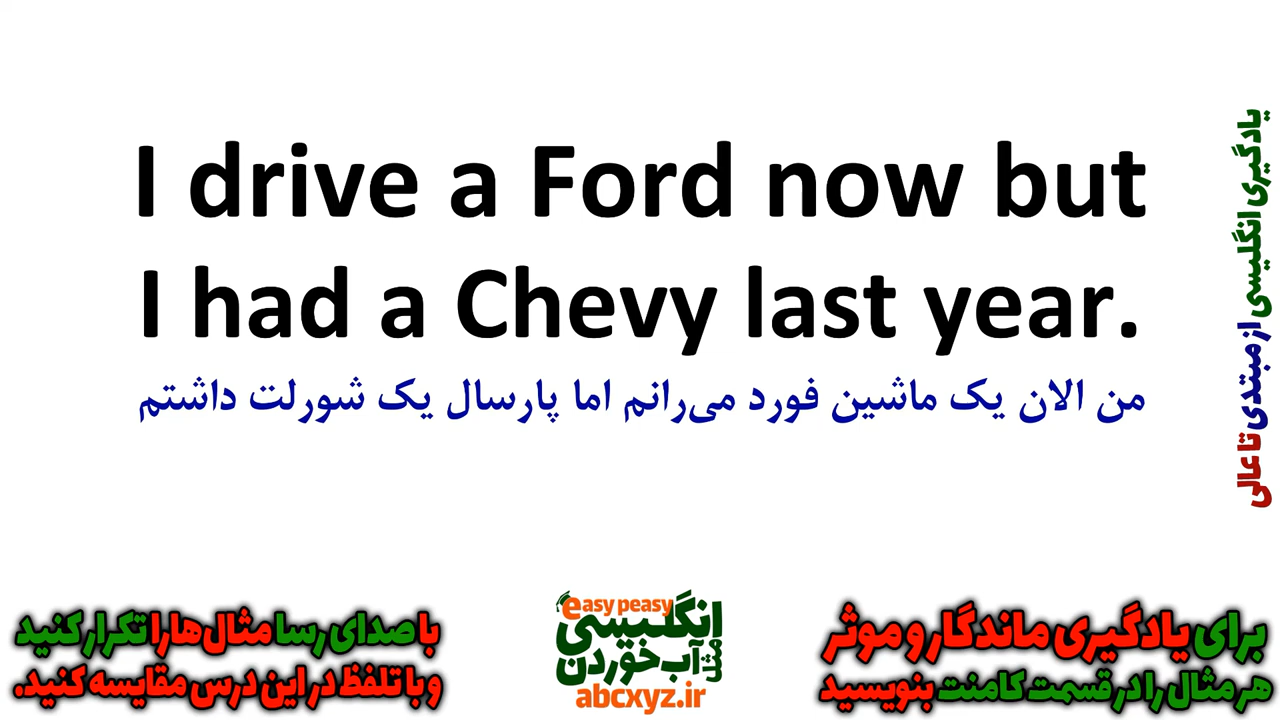 I drive a Ford now but
I had a Chevy last year.
من الان یک ماشین فورد می‌رانم اما پارسال یک شورلت داشتم
یادگیری انگلیسی از مبتدی تا عالی
با صدای رسا مثال‌ها را تکرار کنید
و با تلفظ در این درس مقایسه کنید.
easy peasy
انگلیسی
مثل آب خوردن
abcxyz.ir
برای یادگیری ماندگار و موثر
هر مثال را در قسمت کامنت بنویسید